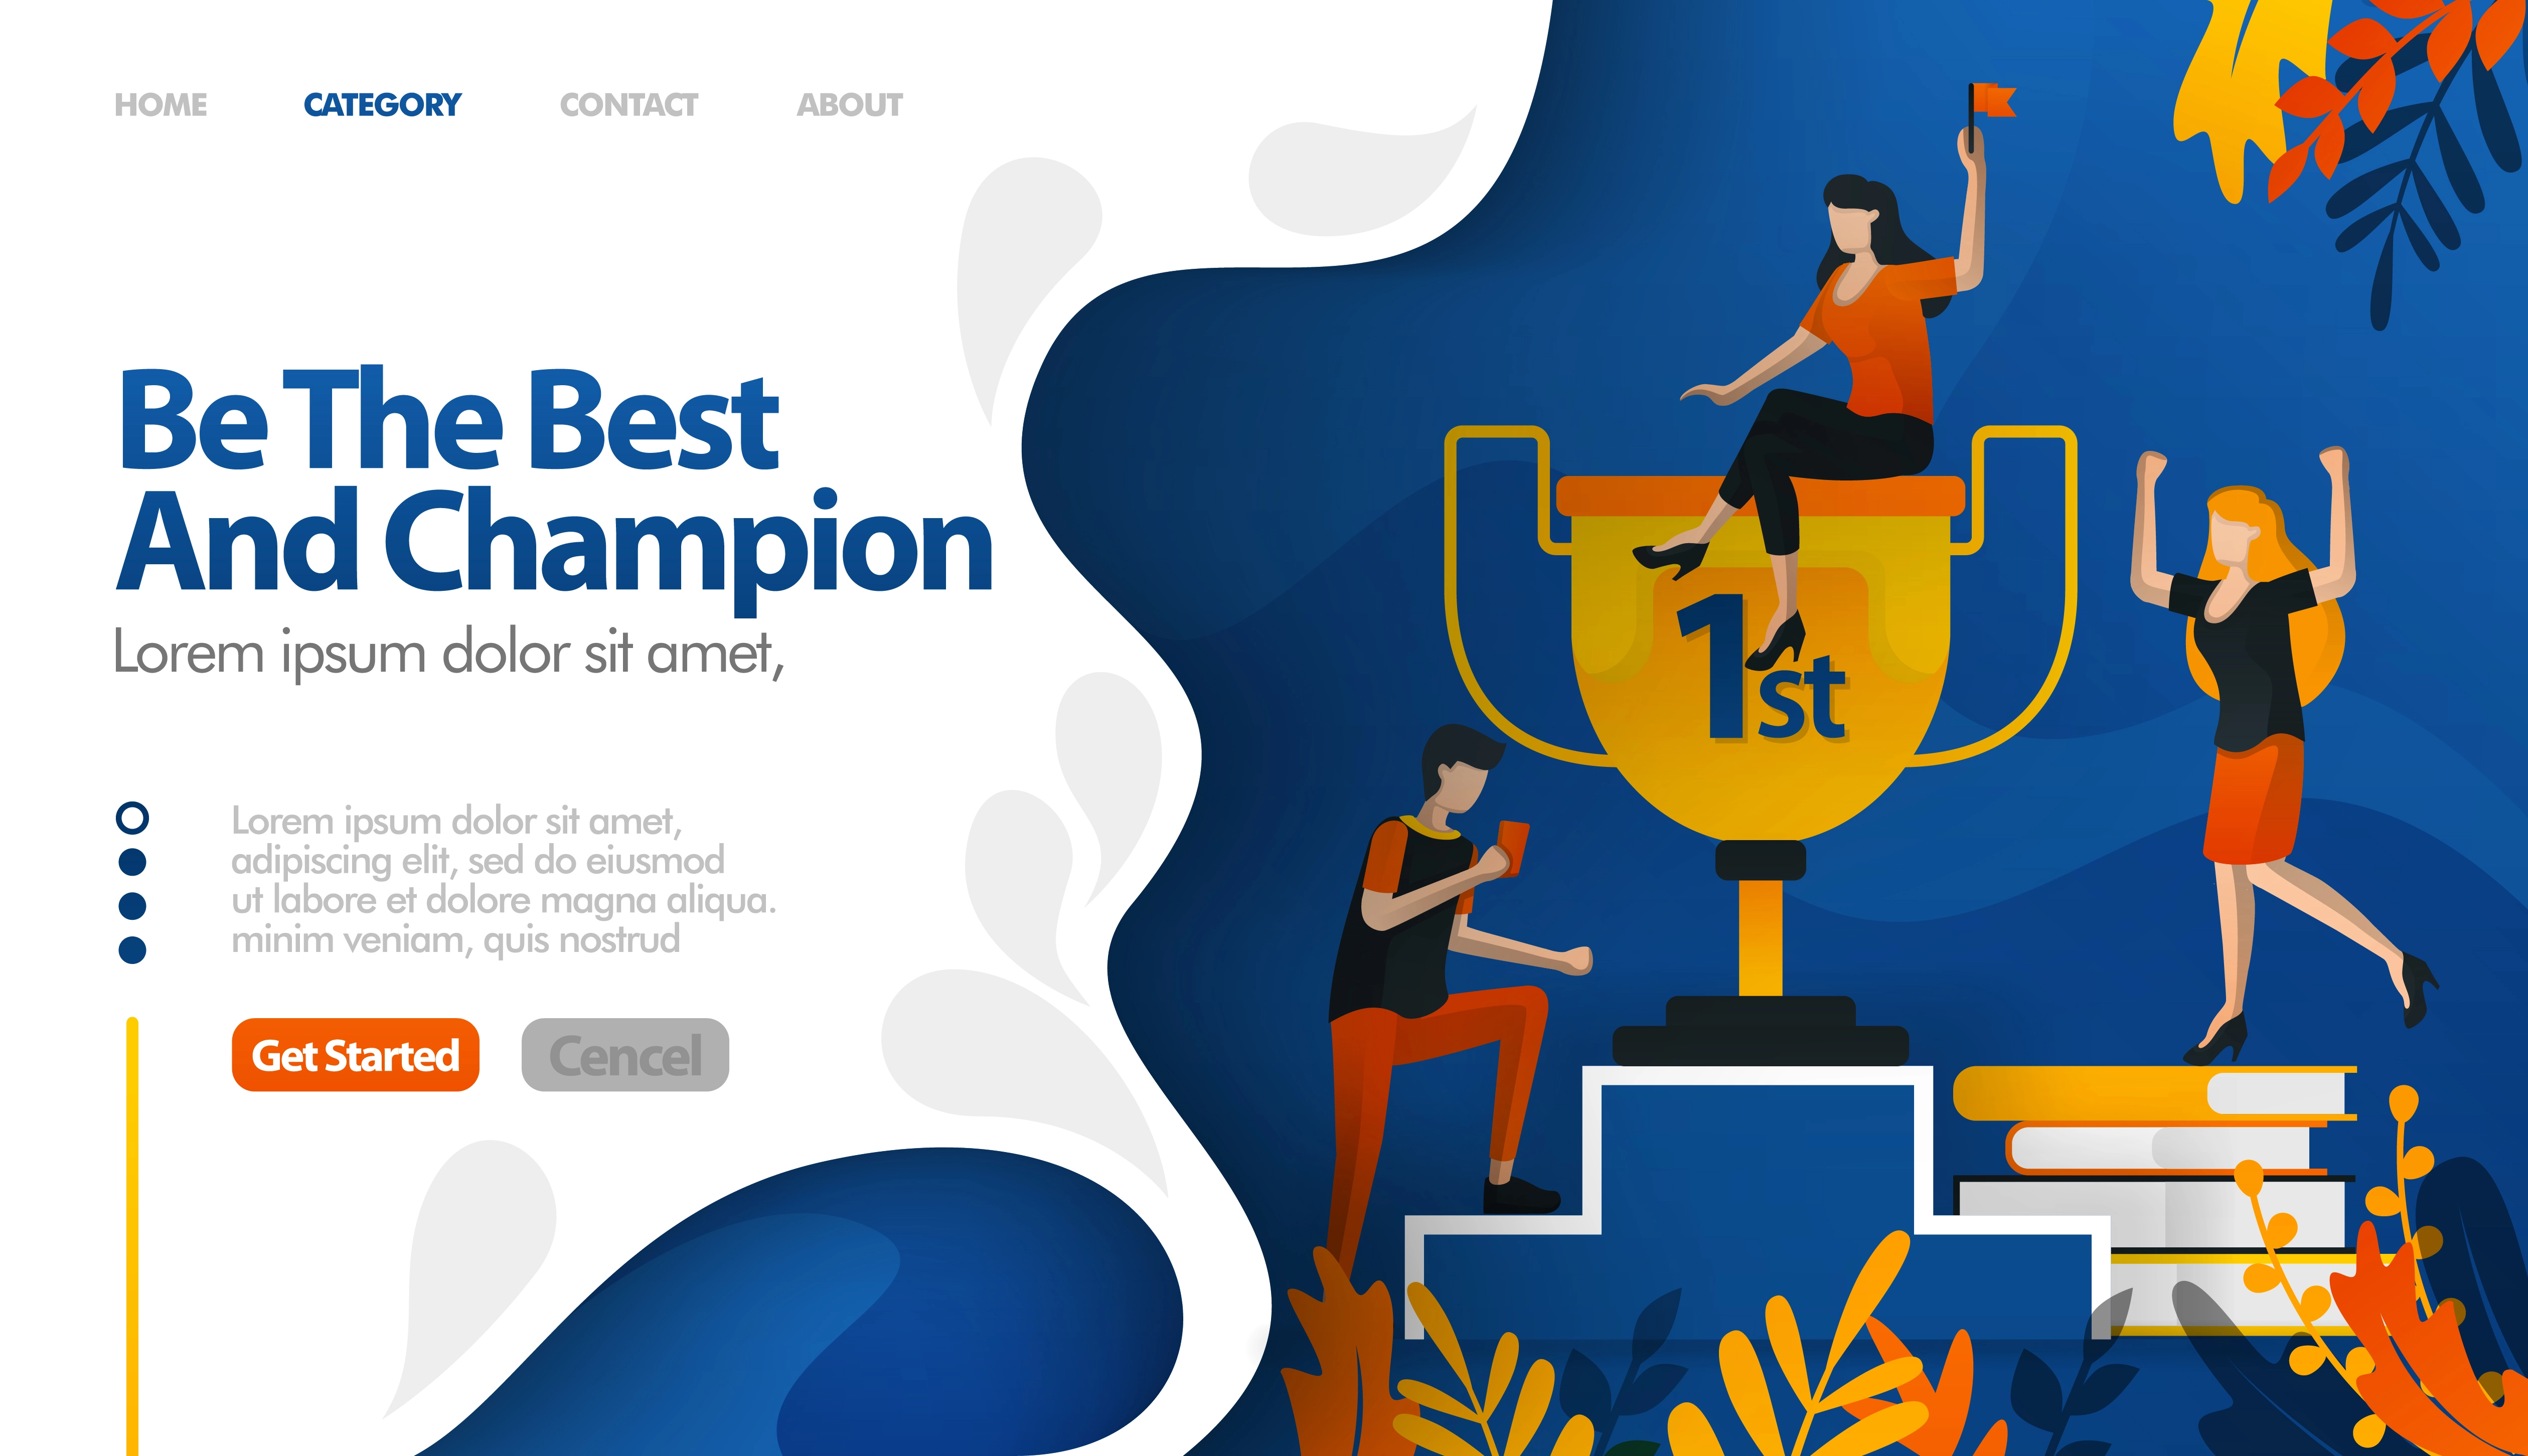 HOME CATEGORY CONTACT ABOUT
Be The Best
And Champion
Lorem ipsum dolor sit amet,
Lorem ipsum dolor sit amet,
adipiscing elit, sed do eiusmod
ut labore et dolore magna aliqua.
minim veniam, quis nostrud
Get Started Cencel
1st